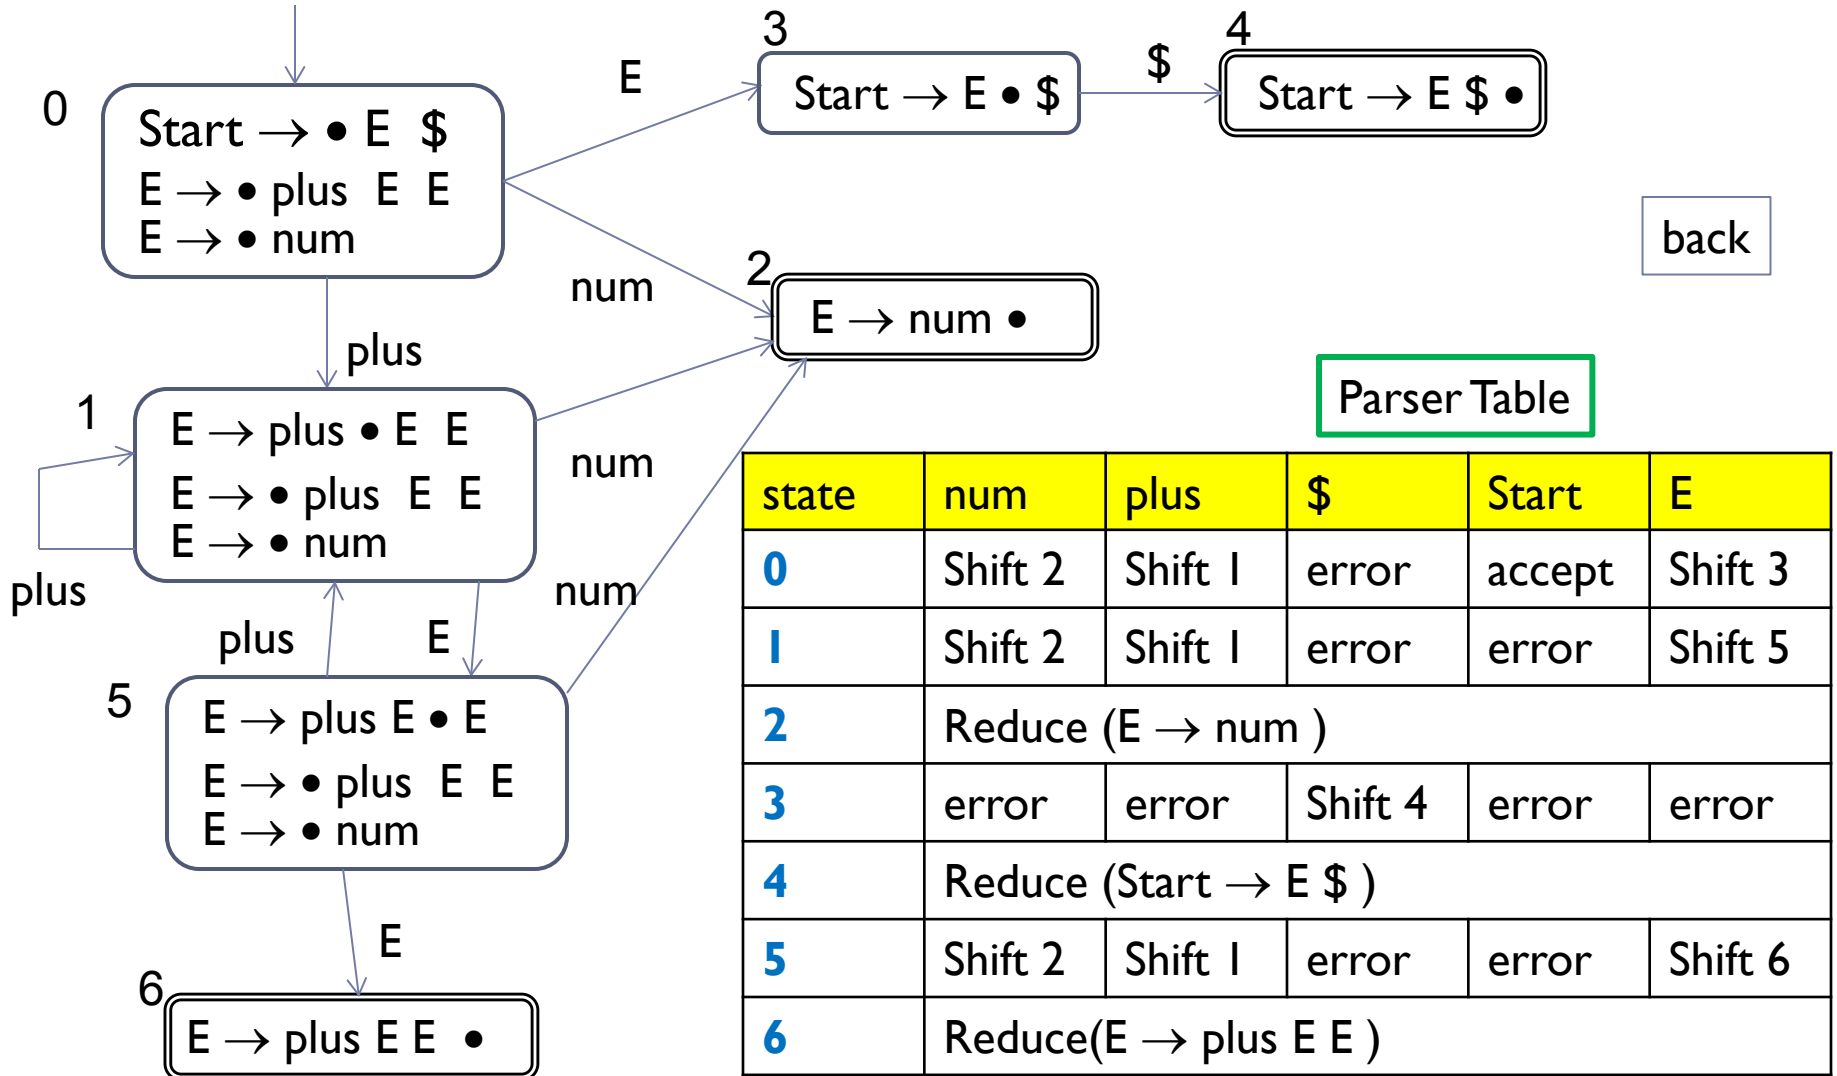 0
Start → • E $
E → • plus E E
E → • num
E
3
Start → E • $
$
4
Start → E $ •
back
num
2
E → num •
plus
1
E → plus • E E
E → • plus E E
E → • num
plus
num
num
plus
E
5
E → plus E • E
E → • plus E E
E → • num
E
6
E → plus E E •
Parser Table
state num plus $ Start E
0 Shift 2 Shift 1 error accept Shift 3
1 Shift 2 Shift 1 error error Shift 5
2 Reduce (E → num )
3 error error Shift 4 error error
4 Reduce (Start → E $ )
5 Shift 2 Shift 1 error error Shift 6
6 Reduce(E → plus E E )